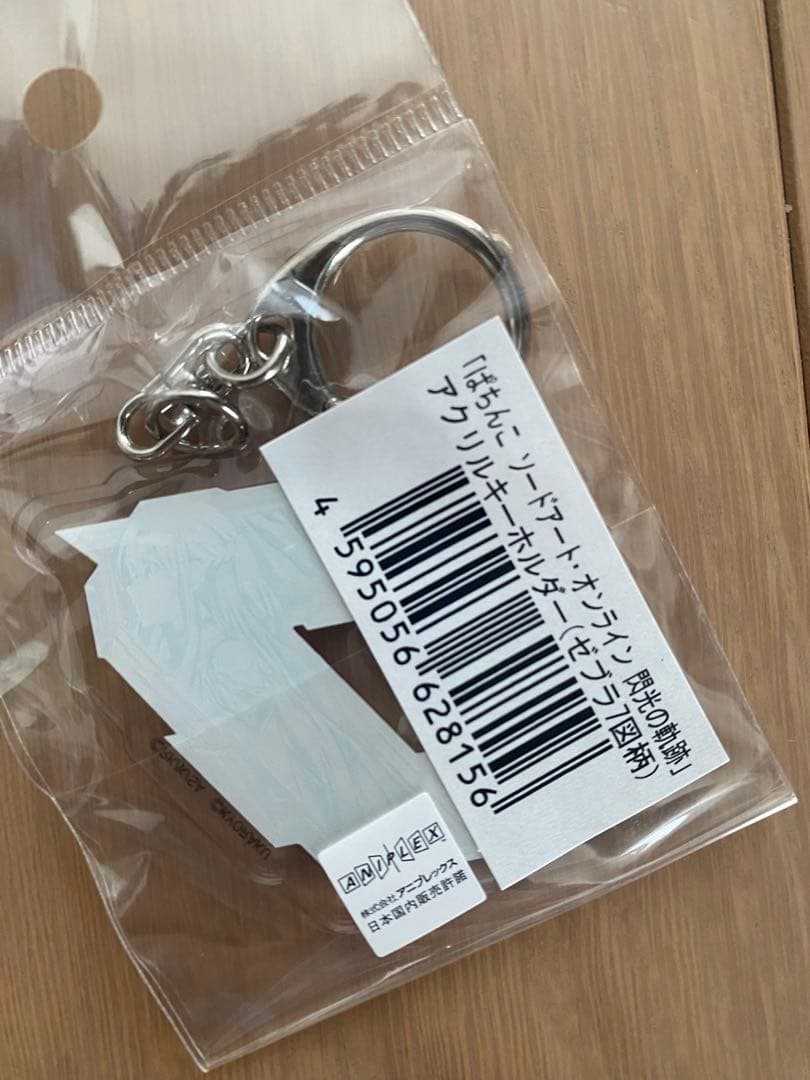 「ぱちんこ ソードアート・オンライン 閃光の軌跡」
アクリルキーホルダー(ゼブラ7図柄)
4 595056 628156
ANIPLEX
株式会社アニプレックス
日本国内販売許諾